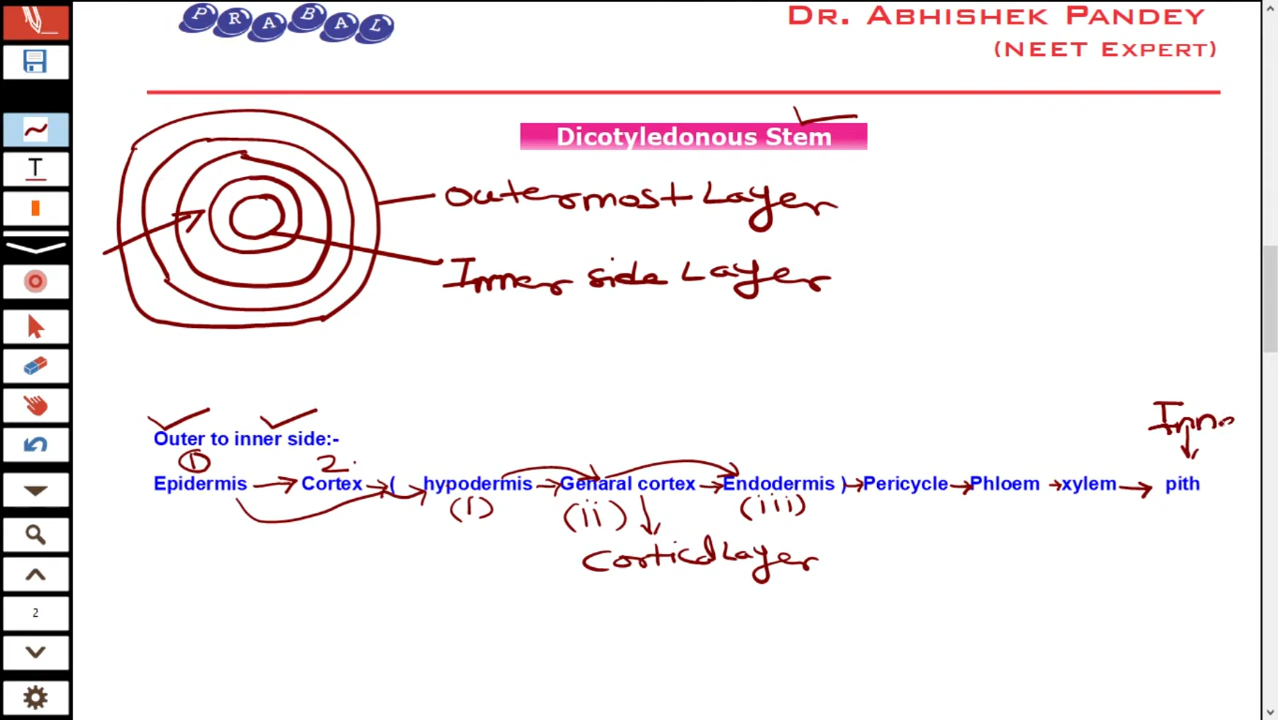 PRABAL
DR. ABHISHEK PANDEY
(NEET EXPERT)
Dicotyledonous Stem
Outermost Layer
Inner side Layer
Inn
Outer to inner side:-
1 2
Epidermis → Cortex → ( → hypodermis → Genaral cortex → Endodermis ) → Pericycle → Phloem → xylem → pith
(i) (ii) (iii)
Cortical Layer
T
2